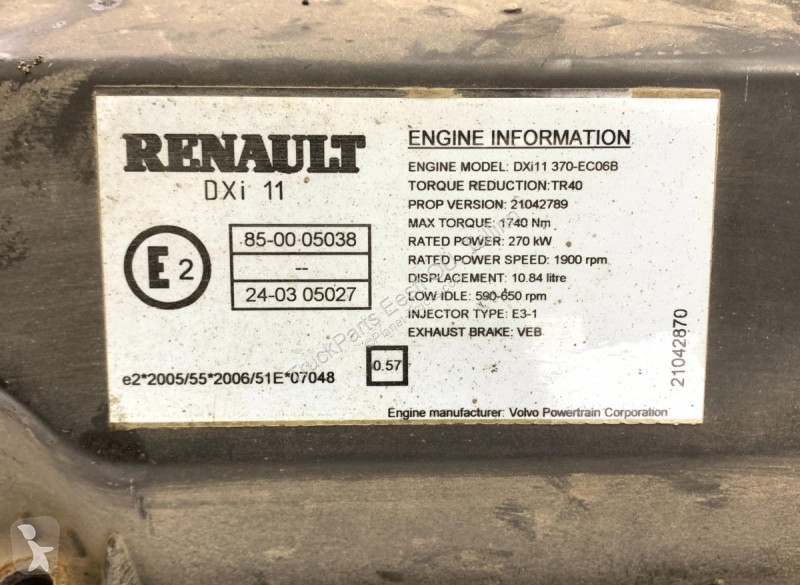 RENAULT
DXi 11
E2
85-00 05038
--
24-03 05027
e2*2005/55*2006/51E*07048
0.57
ENGINE INFORMATION
ENGINE MODEL: DXi11 370-EC06B
TORQUE REDUCTION:TR40
PROP VERSION: 21042789
MAX TORQUE: 1740 Nm
RATED POWER: 270 kW
RATED POWER SPEED: 1900 rpm
DISPLACEMENT: 10.84 litre
LOW IDLE: 590-650 rpm
INJECTOR TYPE: E3-1
EXHAUST BRAKE: VEB
21042870
Engine manufacturer: Volvo Powertrain Corporation
TruckParts Eesti